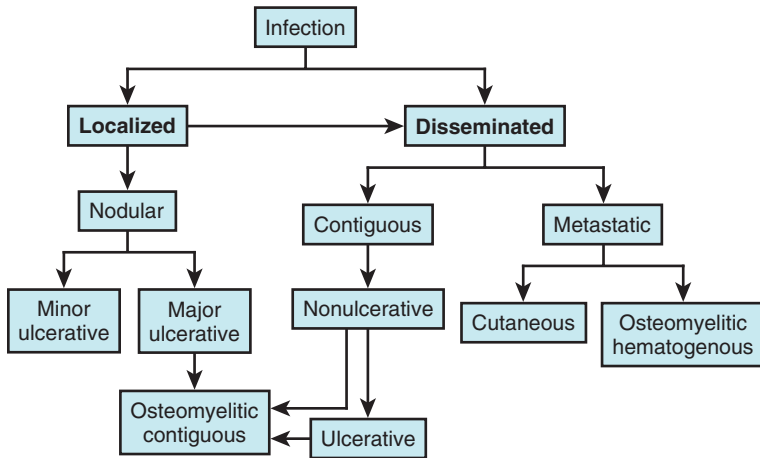 Infection
Localized
Disseminated
Nodular
Contiguous
Metastatic
Minor
ulcerative
Major
ulcerative
Nonulcerative
Cutaneous
Osteomyelitic
hematogenous
Osteomyelitic
contiguous
Ulcerative